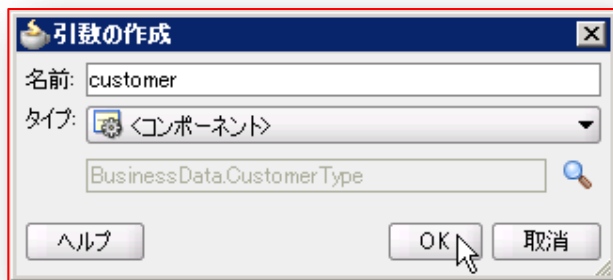 引数の作成
名前: customer
タイプ: <コンポーネント>
BusinessData.CustomerType
ヘルプ OK 取消